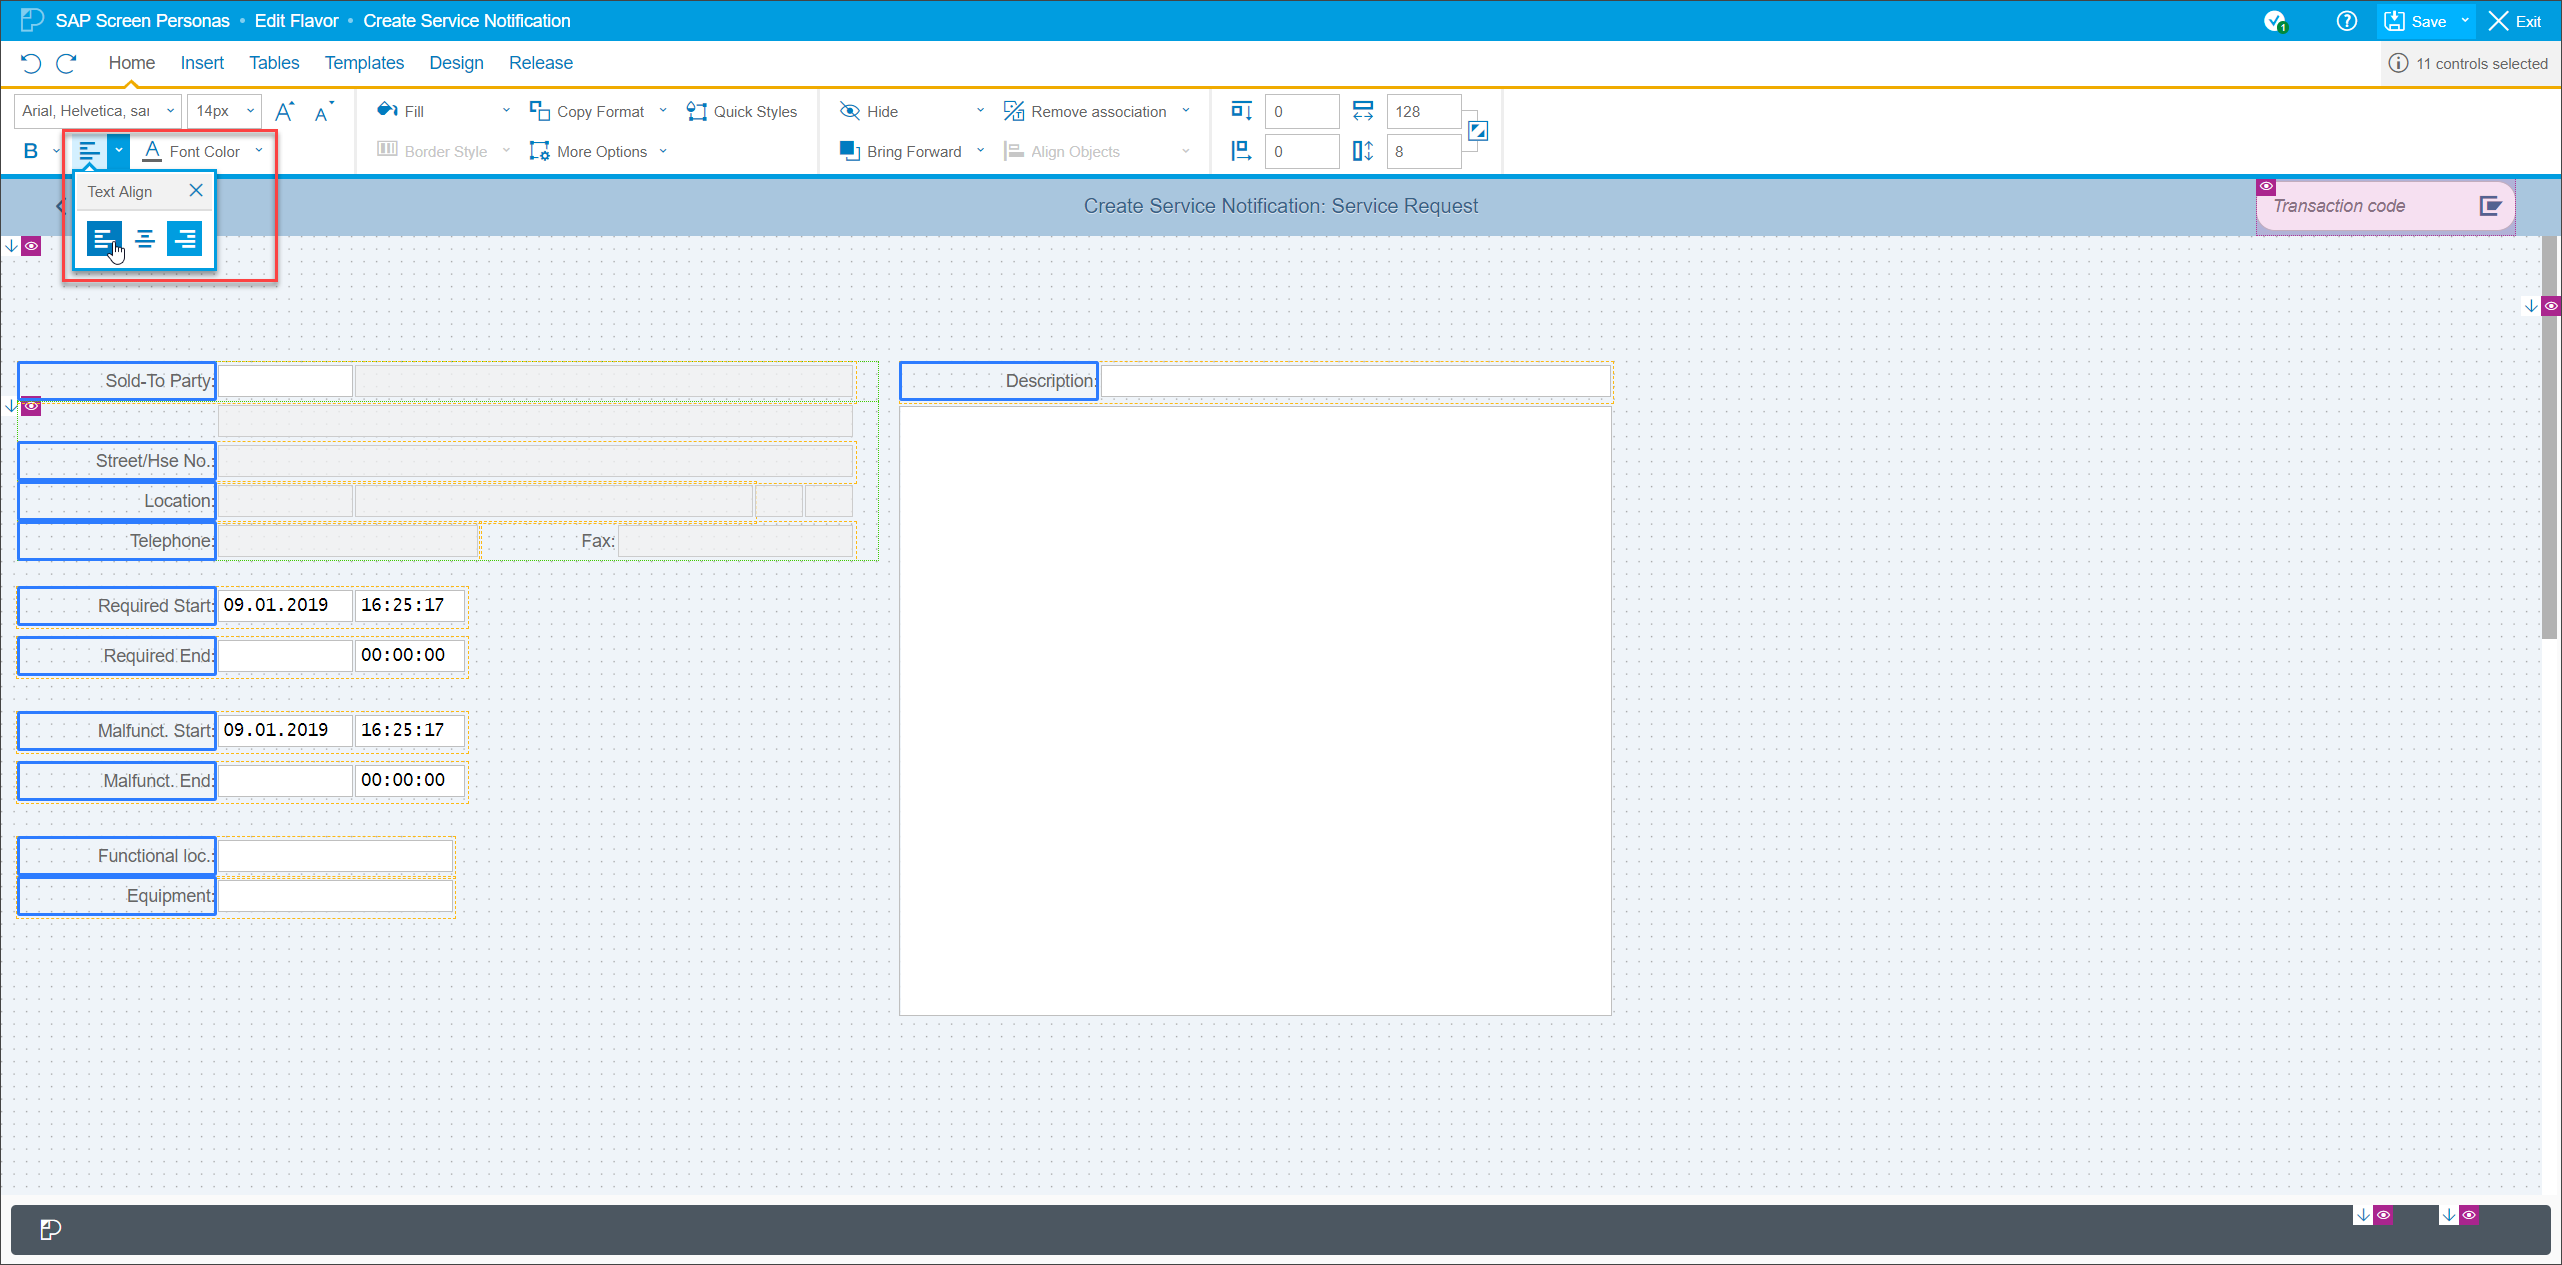 SAP Screen Personas • Edit Flavor • Create Service Notification
1
Save
Exit
Home Insert Tables Templates Design Release
11 controls selected
Arial, Helvetica, sa
14px
A A
Fill
Copy Format
Quick Styles
Hide
Remove association
0
128
B
A Font Color
Border Style
More Options
Bring Forward
Align Objects
0
8
Text Align
Create Service Notification: Service Request
Transaction code
Sold-To Party:
Description:
Street/Hse No.:
Location:
Telephone:
Fax:
Required Start: 09.01.2019 16:25:17
Required End: 00:00:00
Malfunct. Start: 09.01.2019 16:25:17
Malfunct. End: 00:00:00
Functional loc.:
Equipment: